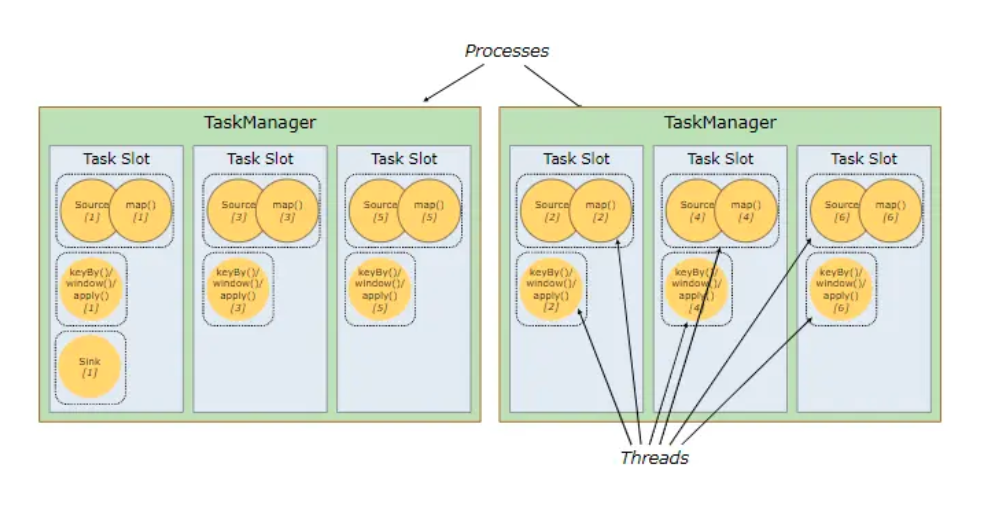 Processes
TaskManager
Task Slot
Source
[1]
map()
[1]
keyBy()/
window()/
apply()
[1]
Sink
[1]
Task Slot
Source
[3]
map()
[3]
keyBy()/
window()/
apply()
[3]
Task Slot
Source
[5]
map()
[5]
keyBy()/
window()/
apply()
[5]
TaskManager
Task Slot
Source
[2]
map()
[2]
keyBy()/
window()/
apply()
[2]
Task Slot
Source
[4]
map()
[4]
keyBy()/
window()/
apply()
[4]
Task Slot
Source
[6]
map()
[6]
keyBy()/
window()/
apply()
[6]
Threads